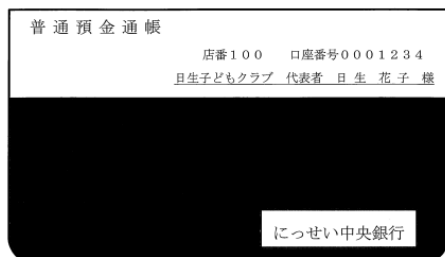 普通預金通帳
店番１００　口座番号０００１２３４
日生子どもクラブ　代表者　日 生　花 子　様
にっせい中央銀行